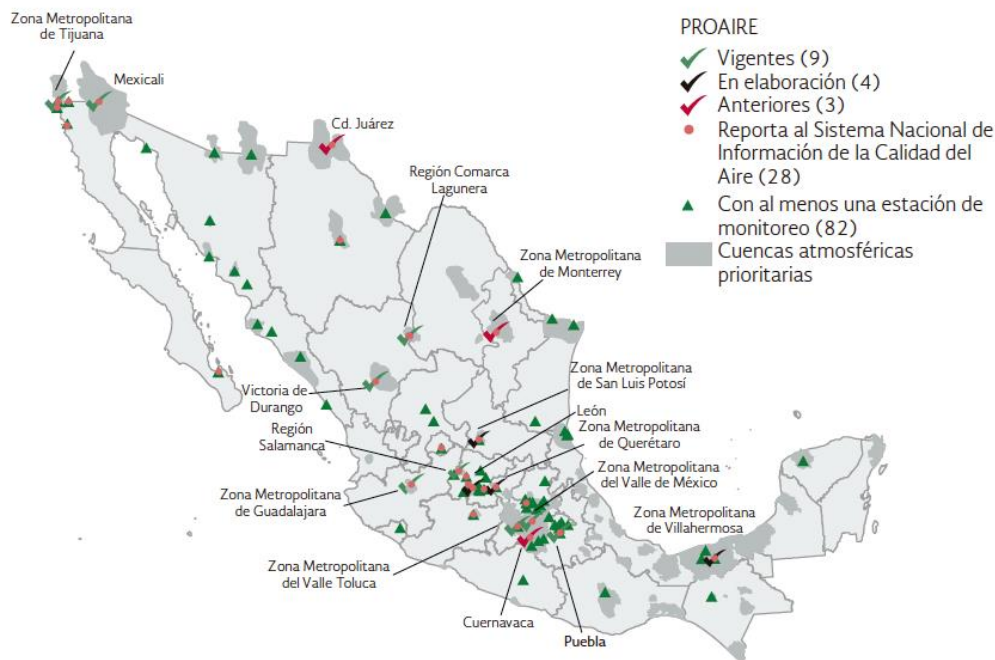 Zona Metropolitana
de Tijuana
Mexicali
Cd. Juárez
Región Comarca
Lagunera
Zona Metropolitana
de Monterrey
PROAIRE
Vigentes (9)
En elaboración (4)
Anteriores (3)
Reporta al Sistema Nacional de
Información de la Calidad del
Aire (28)
Con al menos una estación de
monitoreo (82)
Cuencas atmosféricas
prioritarias
Zona Metropolitana
de San Luis Potosí
Victoria de
Durango
León
Región
Salamanca
Zona Metropolitana
de Querétaro
Zona Metropolitana
del Valle de México
Zona Metropolitana
de Guadalajara
Zona Metropolitana
de Villahermosa
Zona Metropolitana
del Valle Toluca
Cuernavaca
Puebla